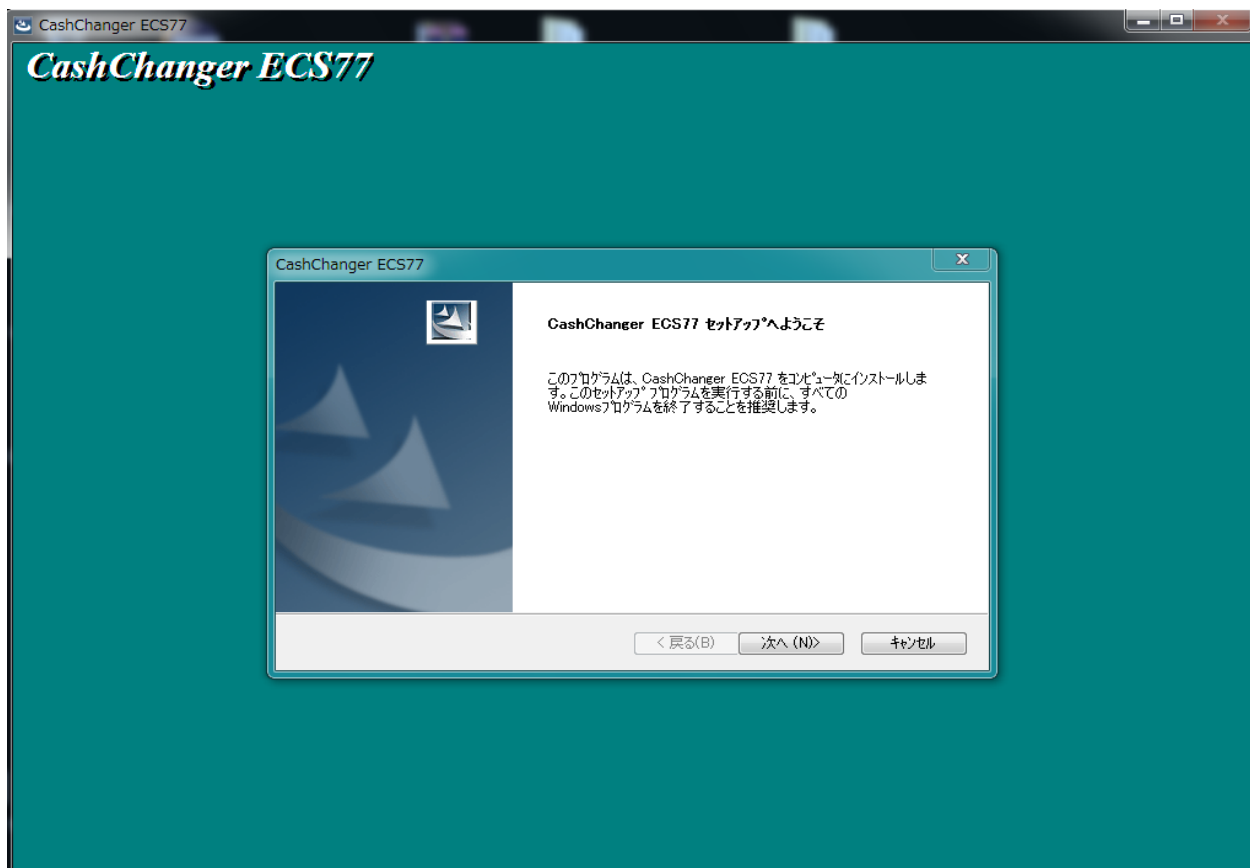 CashChanger ECS77
CashChanger ECS77
CashChanger ECS77
CashChanger ECS77 ｾｯﾄｱｯﾌﾟへようこそ
このﾌﾟﾛｸﾞﾗﾑは、CashChanger ECS77 をｺﾝﾋﾟｭｰﾀにインストールしま
す。このｾｯﾄｱｯﾌﾟ ﾌﾟﾛｸﾞﾗﾑを実行する前に、すべての
Windowsﾌﾟﾛｸﾞﾗﾑを終了することを推奨します。
< 戻る(B) 次へ (N)> ｷｬﾝｾﾙ